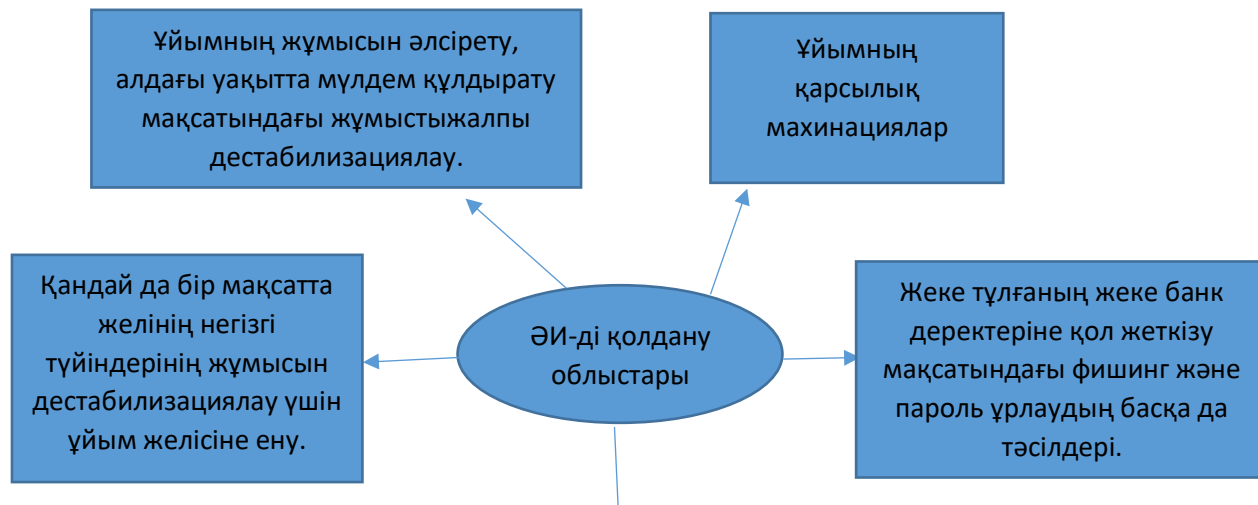 Ұйымның жұмысын әлсірету,
алдағы уақытта мүлдем құлдырату
мақсатындағы жұмыстыжалпы
дестабилизациялау.
Ұйымның
қарсылық
махинациялар
Қандай да бір мақсатта
желінің негізгі
түйіндерінің жұмысын
дестабилизациялау үшін
ұйым желісіне ену.
ӘИ-ді қолдану
облыстары
Жеке тұлғаның жеке банк
деректеріне қол жеткізу
мақсатындағы фишинг және
пароль ұрлаудың басқа да
тәсілдері.